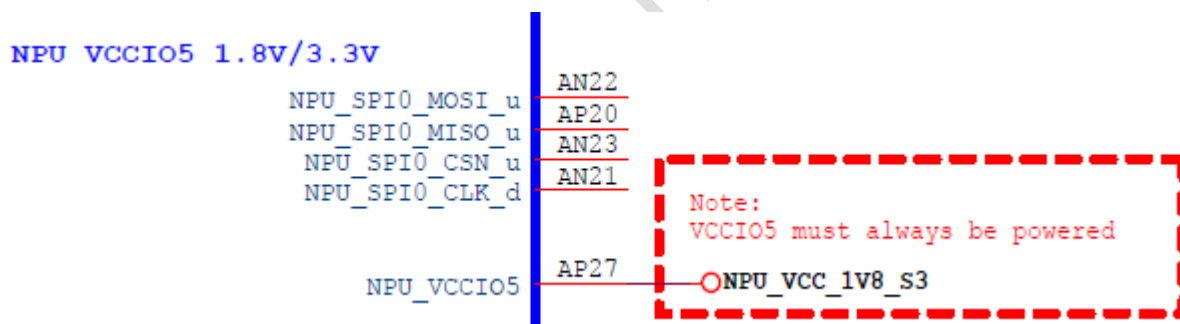 NPU VCCIO5 1.8V/3.3V
NPU_SPI0_MOSI_u AN22
NPU_SPI0_MISO_u AP20
NPU_SPI0_CSN_u AN23
NPU_SPI0_CLK_d AN21
Note:
VCCIO5 must always be powered
NPU_VCCIO5 AP27 NPU_VCC_1V8_S3